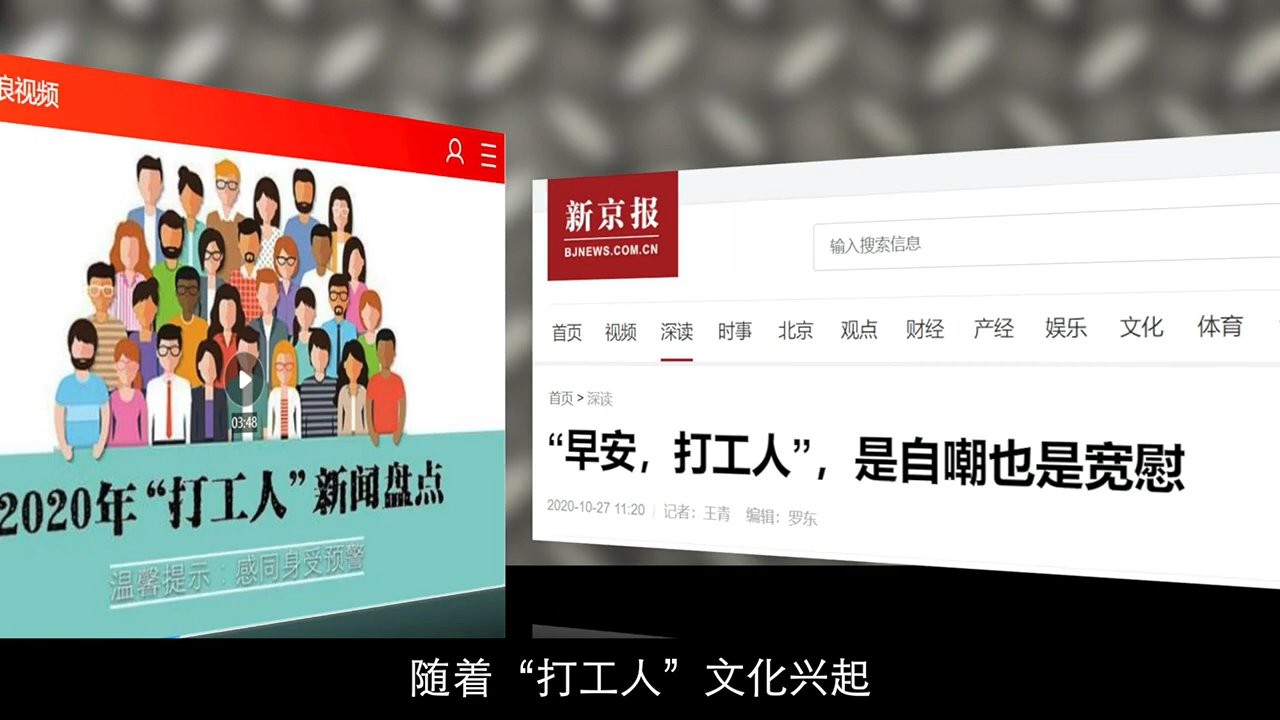 浪视频
03:48
2020年“打工人”新闻盘点
温馨提示：感同身受预警
新京报
BJNEWS.COM.CN
输入搜索信息
首页 视频 深读 时事 北京 观点 财经 产经 娱乐 文化 体育
首页 > 深读
“早安，打工人”，是自嘲也是宽慰
2020-10-27 11:20 | 记者：王青 编辑：罗东
随着“打工人”文化兴起